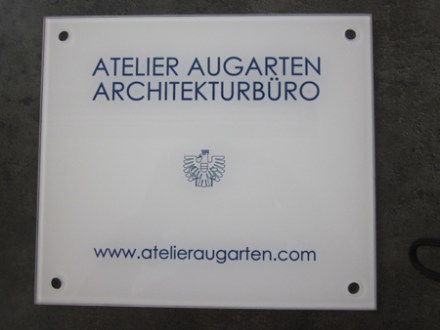 ATELIER AUGARTEN
ARCHITEKTURBÜRO
www.atelieraugarten.com